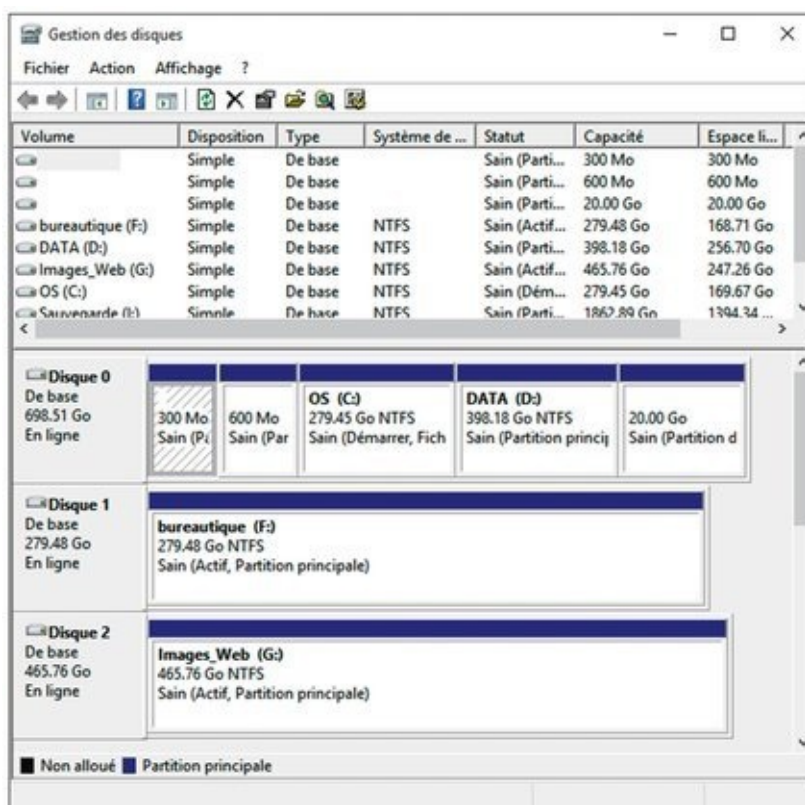 Gestion des disques
Fichier Action Affichage ?
Volume Disposition Type Système de ... Statut Capacité Espace li...
Simple De base Sain (Parti... 300 Mo 300 Mo
Simple De base Sain (Parti... 600 Mo 600 Mo
Simple De base Sain (Parti... 20.00 Go 20.00 Go
bureautique (F:) Simple De base NTFS Sain (Actif... 279.48 Go 168.71 Go
DATA (D:) Simple De base NTFS Sain (Parti... 398.18 Go 256.70 Go
Images_Web (G:) Simple De base NTFS Sain (Actif... 465.76 Go 247.26 Go
OS (C:) Simple De base NTFS Sain (Dém... 279.45 Go 169.67 Go
Sauvegarde (I:) Simple De base NTFS Sain (Parti... 1862.89 Go 1394.34 ...
Disque 0
De base
698.51 Go
En ligne
300 Mo
Sain (Pa
600 Mo
Sain (Par
OS (C:)
279.45 Go NTFS
Sain (Démarrer, Fich
DATA (D:)
398.18 Go NTFS
Sain (Partition princip
20.00 Go
Sain (Partition d
Disque 1
De base
279.48 Go
En ligne
bureautique (F:)
279.48 Go NTFS
Sain (Actif, Partition principale)
Disque 2
De base
465.76 Go
En ligne
Images_Web (G:)
465.76 Go NTFS
Sain (Actif, Partition principale)
Non alloué Partition principale